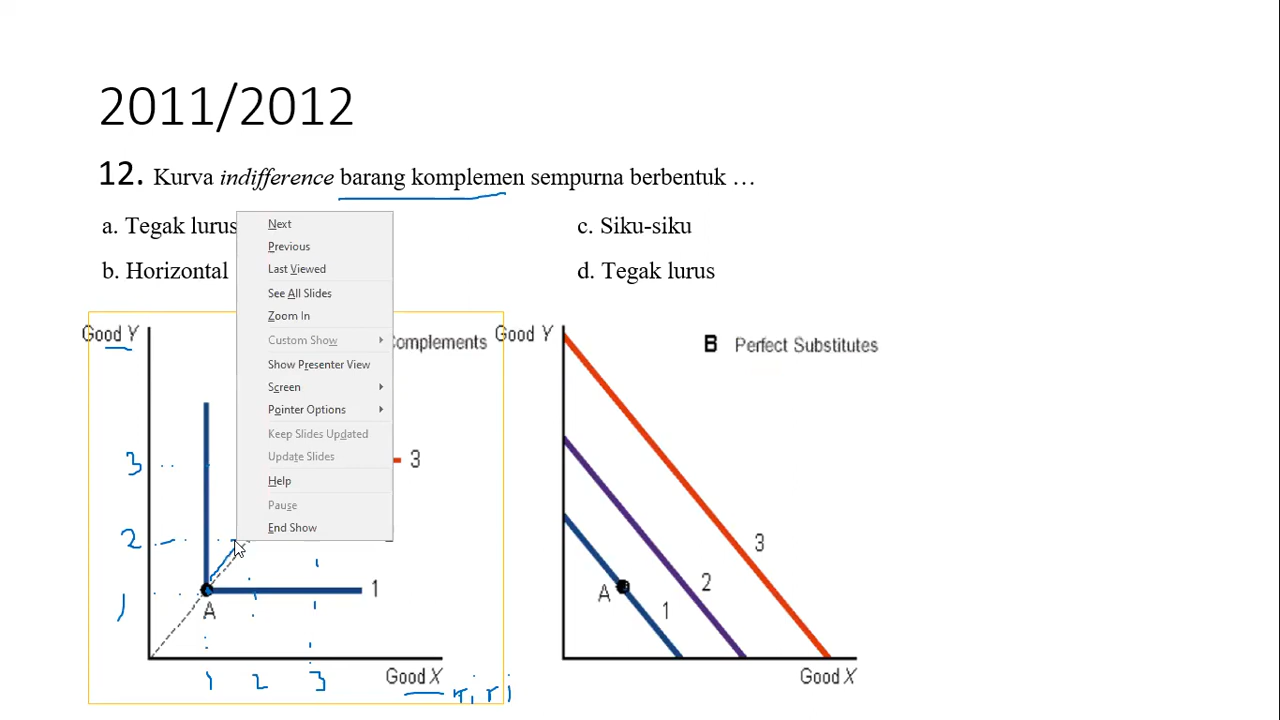 2011/2012
12. Kurva indifference barang komplemen sempurna berbentuk …
a. Tegak lurus
c. Siku-siku
b. Horizontal
d. Tegak lurus
Next
Previous
Last Viewed
See All Slides
Zoom In
Custom Show
Show Presenter View
Screen
Pointer Options
Keep Slides Updated
Update Slides
Help
Pause
End Show
Good Y
Complements
3
3
2
1
1
A
1 2 3
Good X
Good Y
B Perfect Substitutes
3
2
1
A
Good X